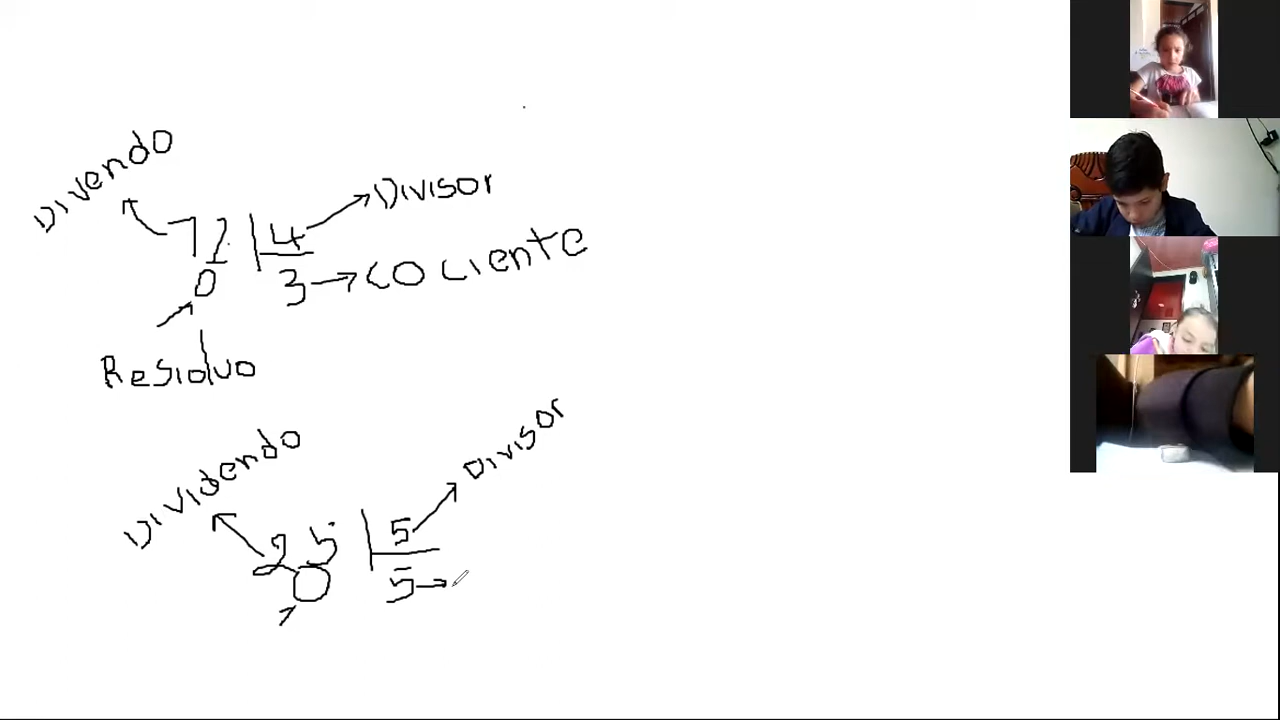 Divendo
Divisor
12 4
0 3 cociente
Residuo
Dividendo
Divisor
25 5
0 5